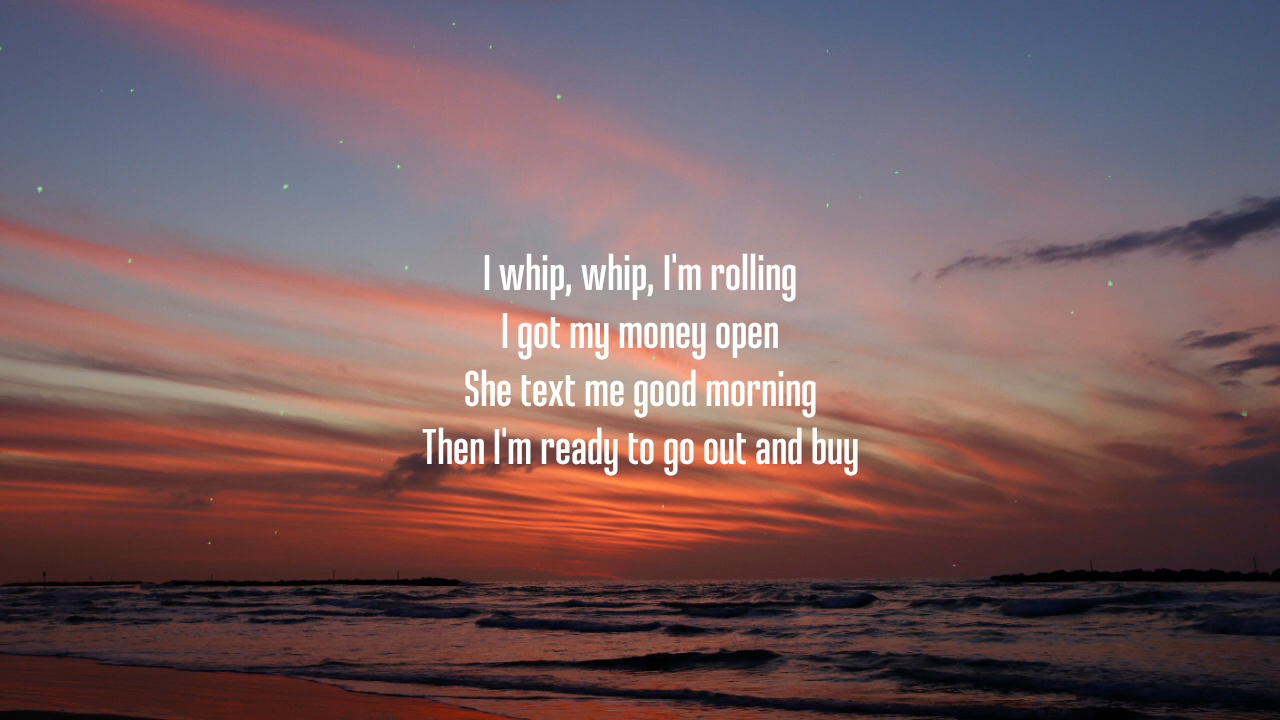 I whip, whip, I'm rolling
I got my money open
She text me good morning
Then I'm ready to go out and buy